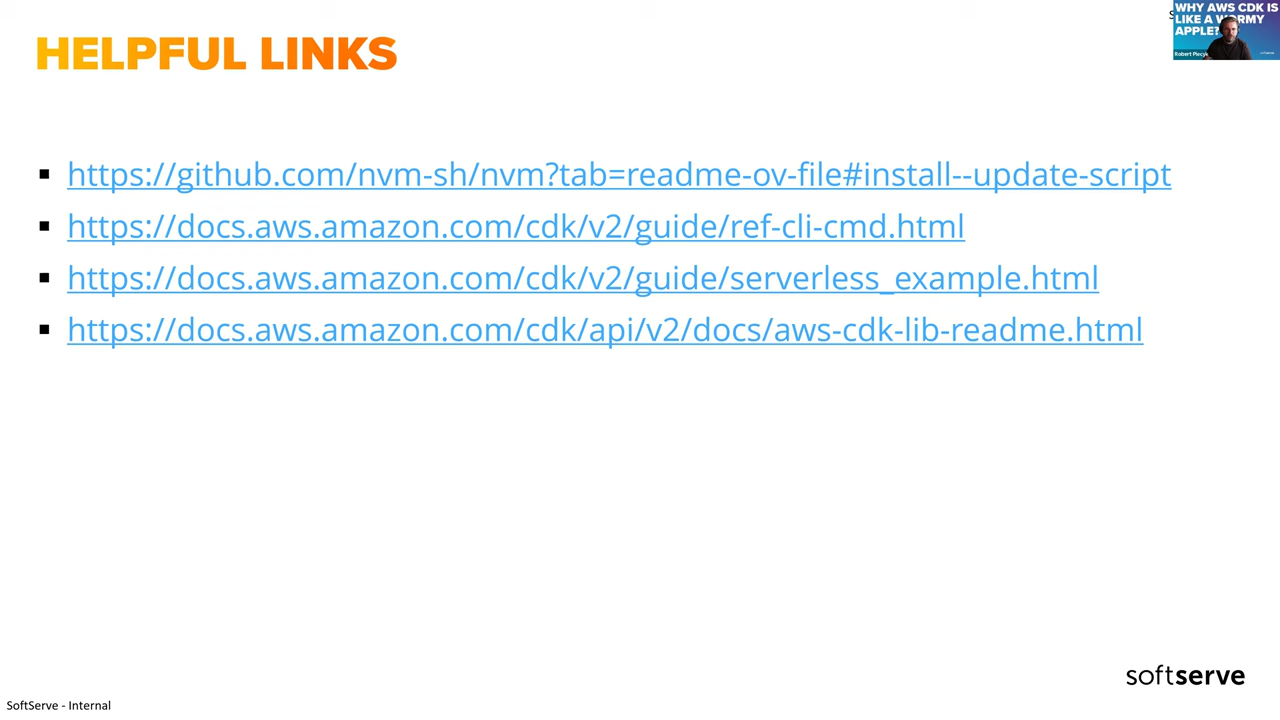 HELPFUL LINKS
WHY AWS CDK IS
LIKE A WORMY
APPLE?
▪ https://github.com/nvm-sh/nvm?tab=readme-ov-file#install--update-script
▪ https://docs.aws.amazon.com/cdk/v2/guide/ref-cli-cmd.html
▪ https://docs.aws.amazon.com/cdk/v2/guide/serverless_example.html
▪ https://docs.aws.amazon.com/cdk/api/v2/docs/aws-cdk-lib-readme.html
softserve
SoftServe - Internal